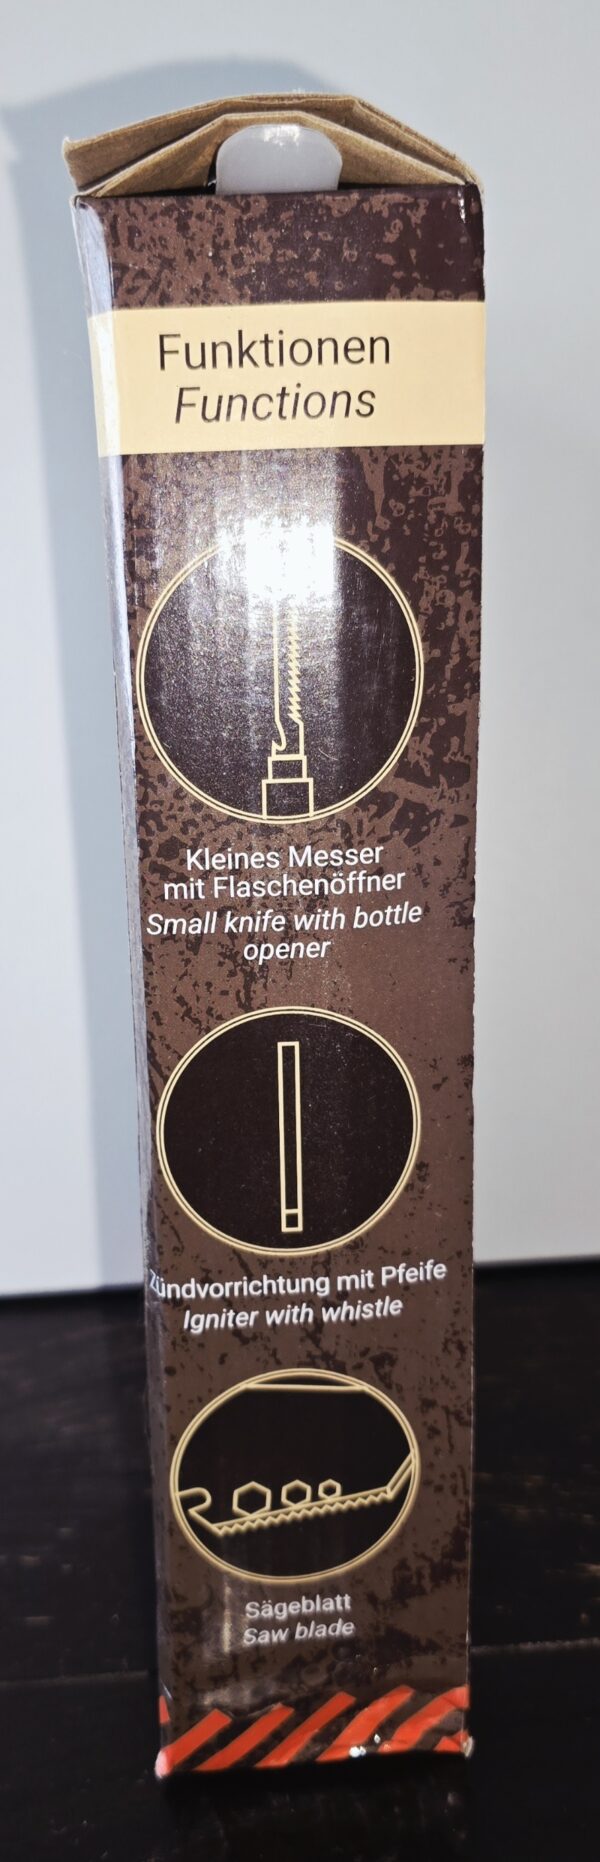 Funktionen
Functions
Kleines Messer
mit Flaschenöffner
Small knife with bottle
opener
Zündvorrichtung mit Pfeife
Igniter with whistle
Sägeblatt
Saw blade